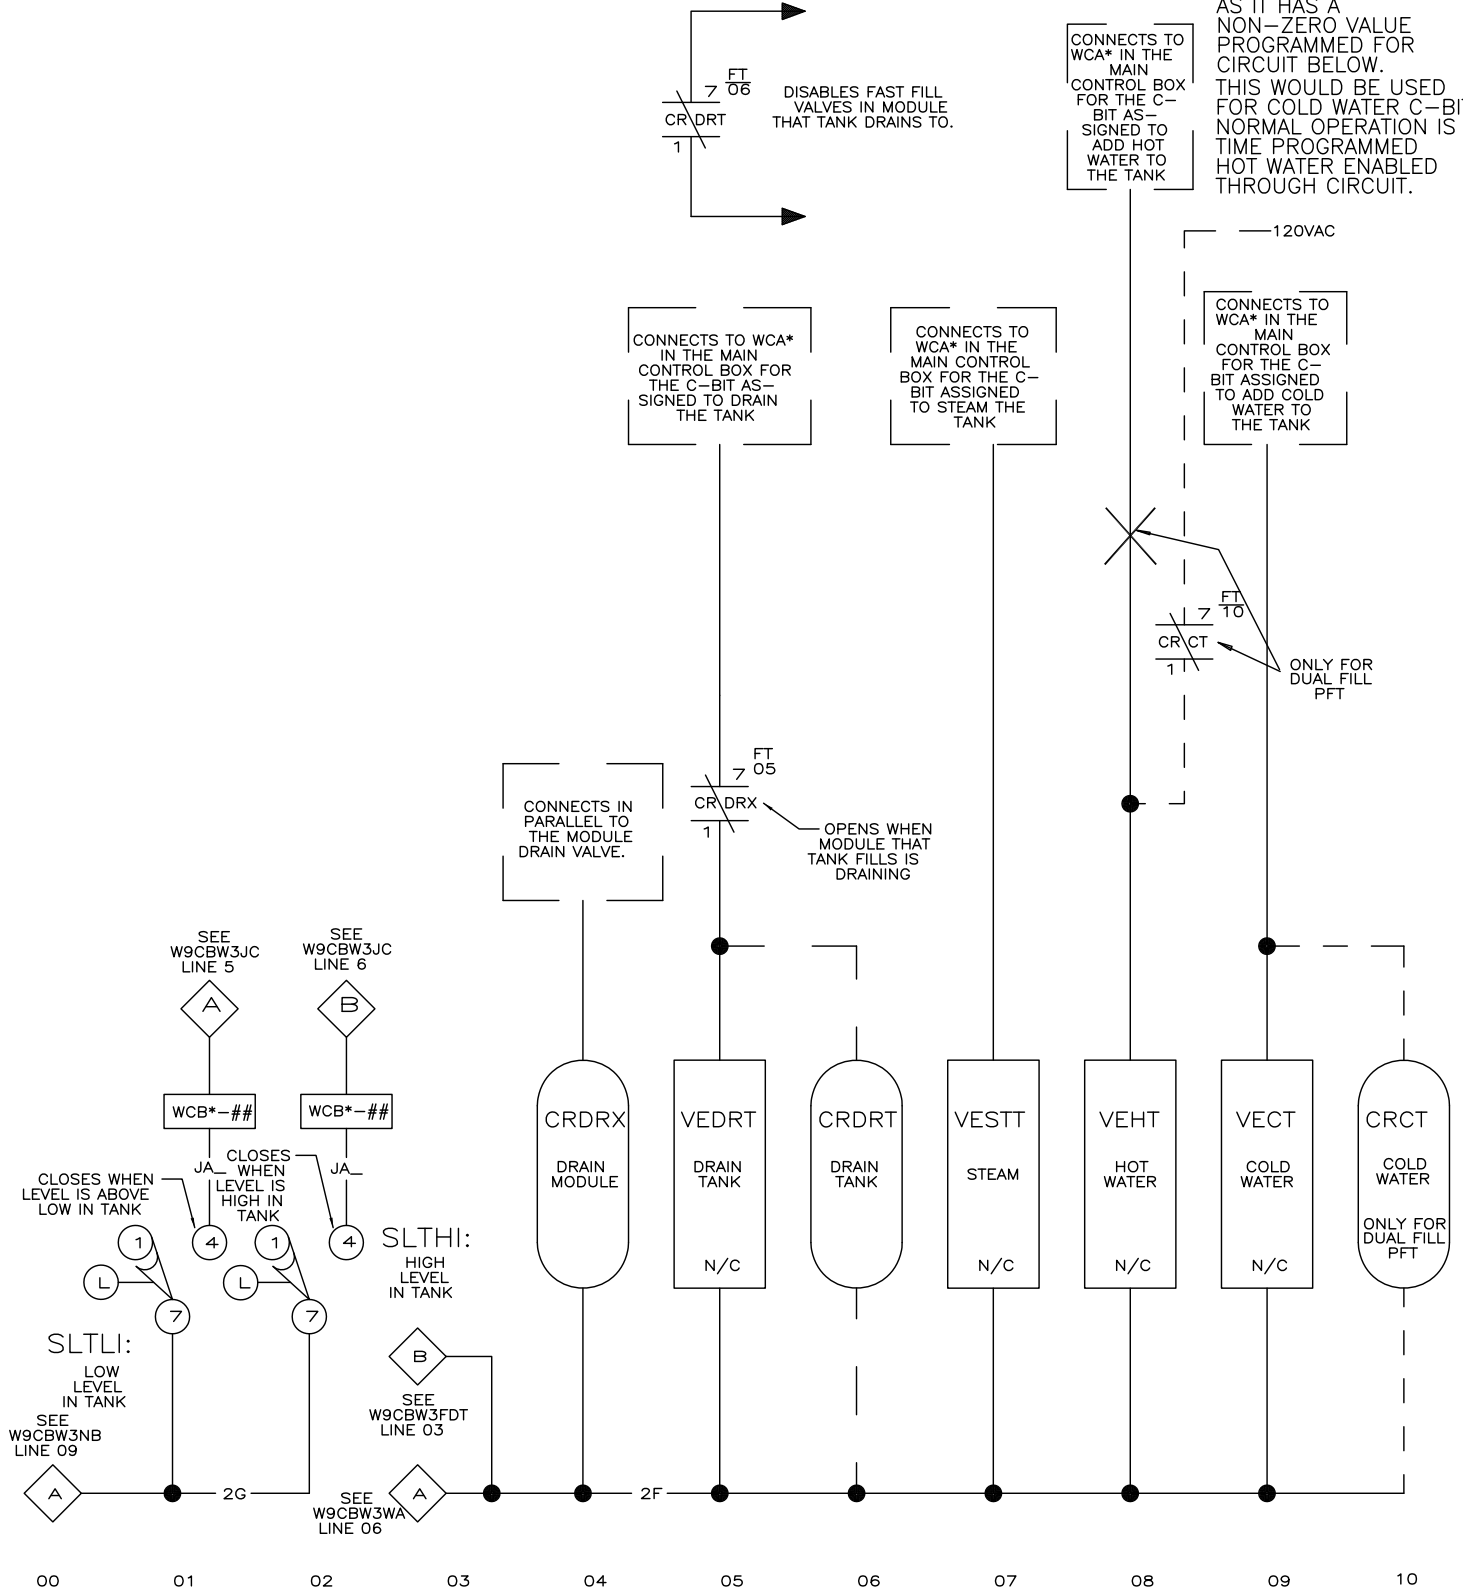 AS IT HAS A
NON-ZERO VALUE
PROGRAMMED FOR
CIRCUIT BELOW.
THIS WOULD BE USED
FOR COLD WATER C-BIT
NORMAL OPERATION IS
TIME PROGRAMMED
HOT WATER ENABLED
THROUGH CIRCUIT.
CONNECTS TO
WCA* IN THE
MAIN
CONTROL BOX
FOR THE C-
BIT AS-
SIGNED TO
ADD HOT
WATER TO
THE TANK
7 FT
06
CR DRT
1
DISABLES FAST FILL
VALVES IN MODULE
THAT TANK DRAINS TO.
120VAC
CONNECTS TO WCA*
IN THE MAIN
CONTROL BOX FOR
THE C-BIT AS-
SIGNED TO DRAIN
THE TANK
CONNECTS TO
WCA* IN THE
MAIN CONTROL
BOX FOR THE C-
BIT ASSIGNED
TO STEAM THE
TANK
CONNECTS TO
WCA* IN THE
MAIN
CONTROL BOX
FOR THE C-
BIT ASSIGNED
TO ADD COLD
WATER TO
THE TANK
7 FT
10
CR CT
1
ONLY FOR
DUAL FILL
PFT
7 FT
05
CR DRX
1
OPENS WHEN
MODULE THAT
TANK FILLS IS
DRAINING
CONNECTS IN
PARALLEL TO
THE MODULE
DRAIN VALVE.
SEE
W9CBW3JC
LINE 5
A
WCB*-##
JA_
SEE
W9CBW3JC
LINE 6
B
WCB*-##
JA_
CLOSES WHEN
LEVEL IS ABOVE
LOW IN TANK
CLOSES
WHEN
LEVEL IS
HIGH IN
TANK
1
4
L
7
1
4
L
7
SLTHI:
HIGH
LEVEL
IN TANK
SLTLI:
LOW
LEVEL
IN TANK
SEE
W9CBW3NB
LINE 09
A
2G
B
SEE
W9CBW3FDT
LINE 03
SEE
W9CBW3WA
LINE 06
A
2F
CRDRX
DRAIN
MODULE
VEDRT
DRAIN
TANK
N/C
CRDRT
DRAIN
TANK
VESTT
STEAM
N/C
VEHT
HOT
WATER
N/C
VECT
COLD
WATER
N/C
CRCT
COLD
WATER
ONLY FOR
DUAL FILL
PFT
00 01 02 03 04 05 06 07 08 09 10